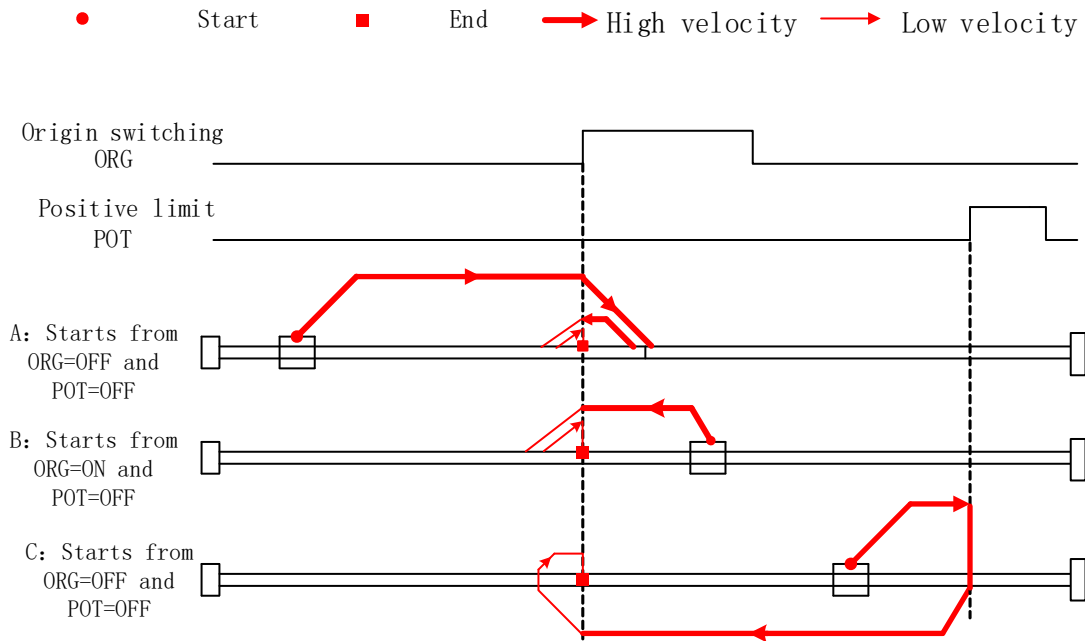 Start End High velocity Low velocity
Origin switching
ORG
Positive limit
POT
A: Starts from
ORG=OFF and
POT=OFF
B: Starts from
ORG=ON and
POT=OFF
C: Starts from
ORG=OFF and
POT=OFF